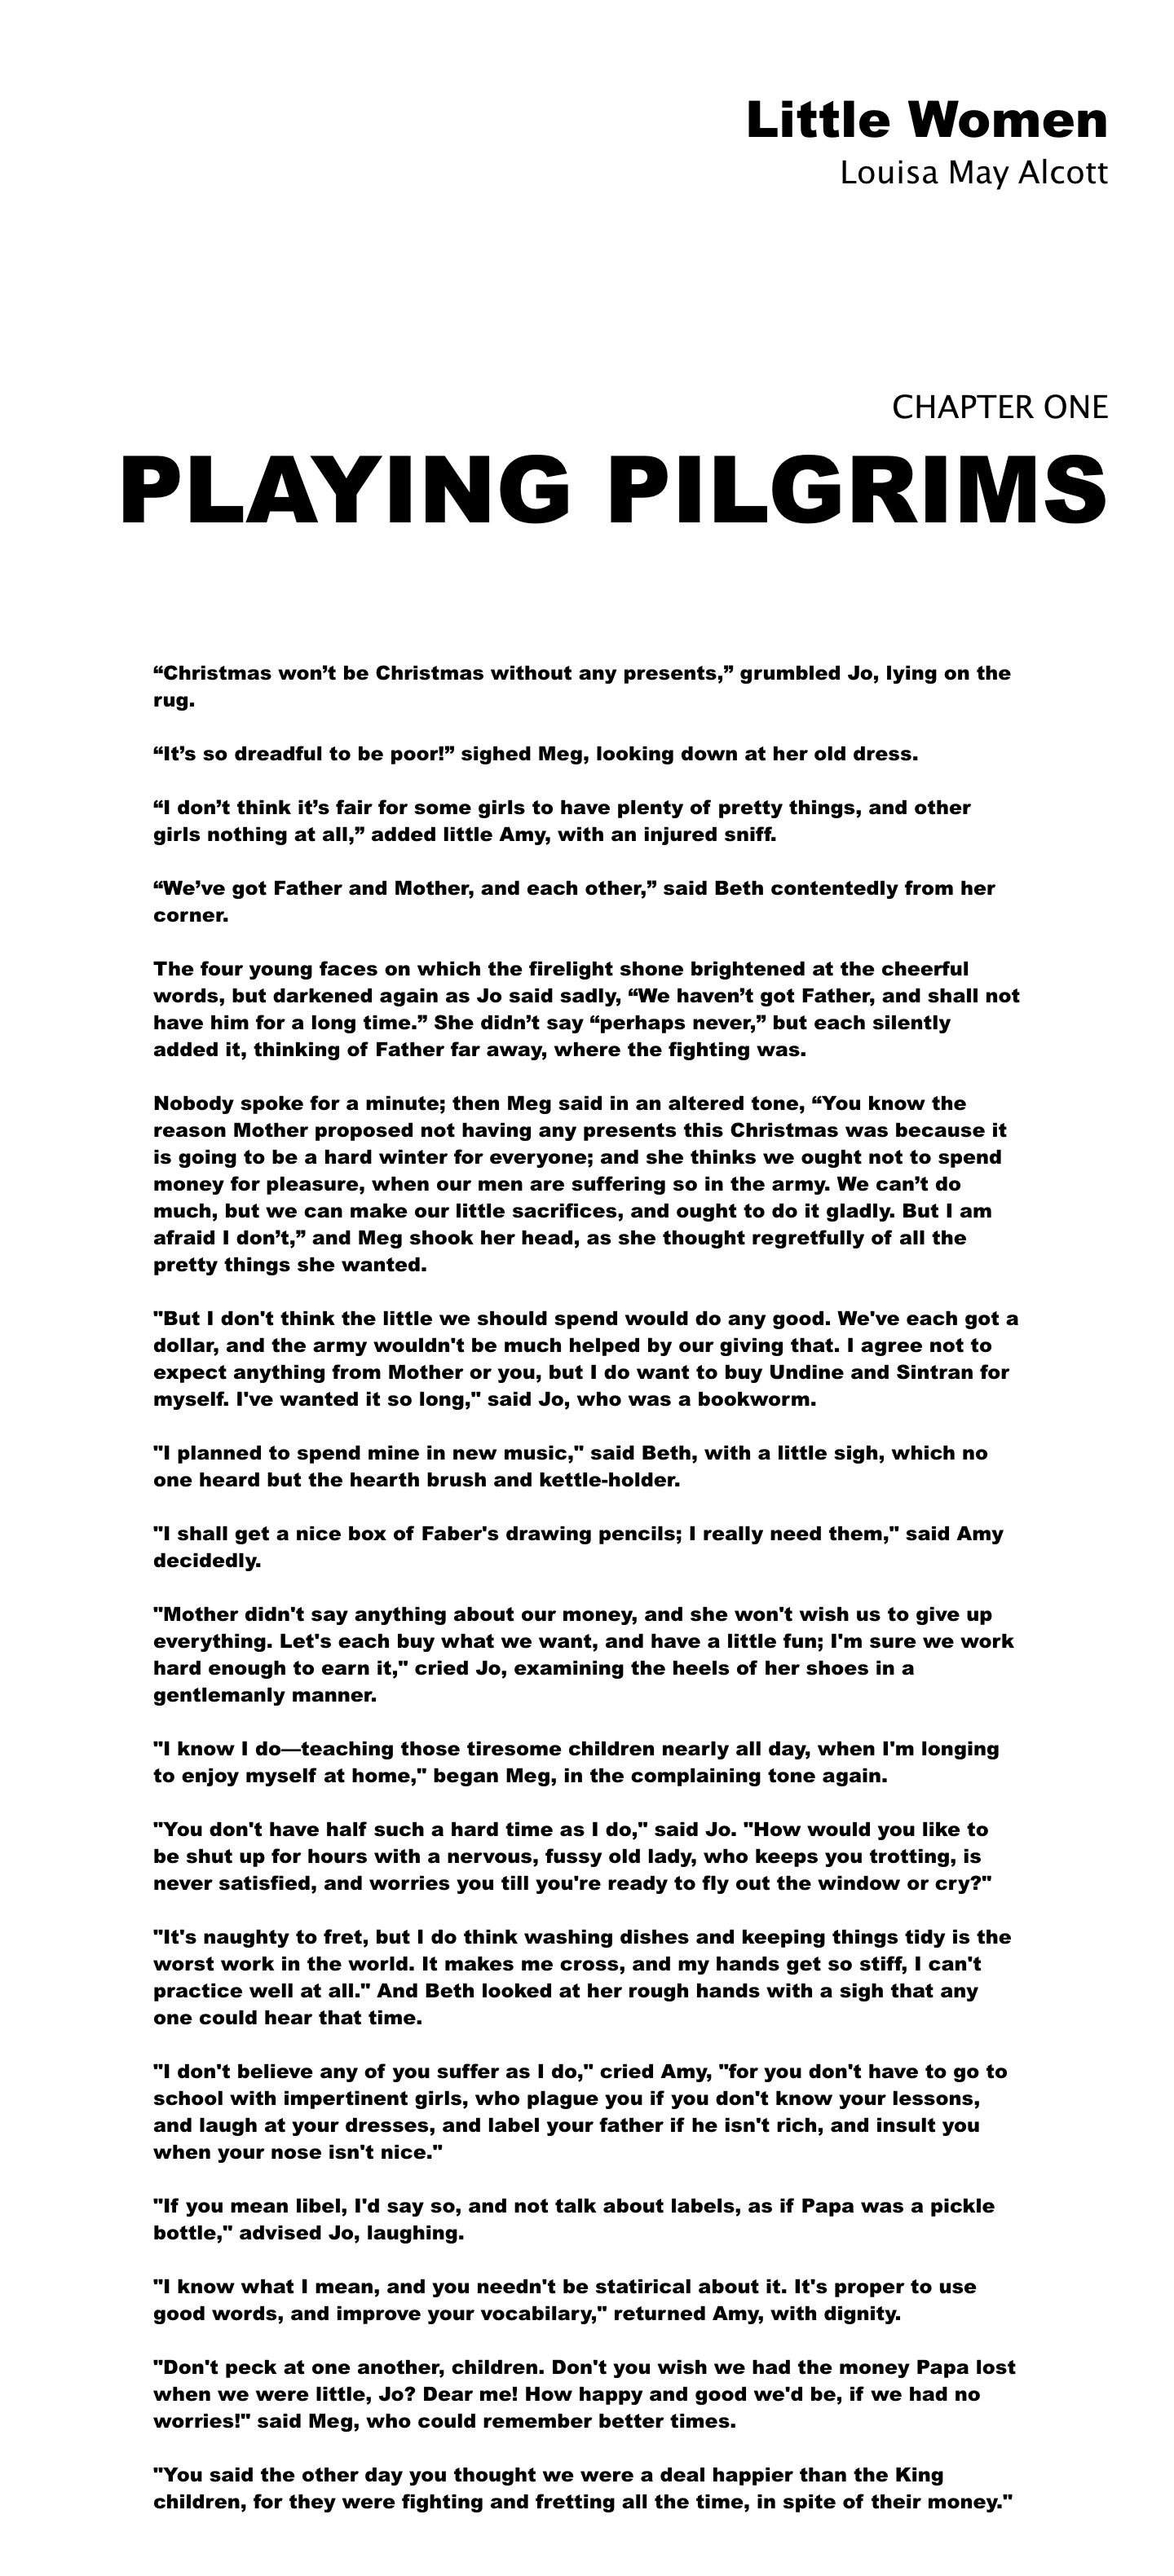 Little Women
Louisa May Alcott
CHAPTER ONE
PLAYING PILGRIMS
“Christmas won’t be Christmas without any presents,” grumbled Jo, lying on the
rug.
“It’s so dreadful to be poor!” sighed Meg, looking down at her old dress.
“I don’t think it’s fair for some girls to have plenty of pretty things, and other
girls nothing at all,” added little Amy, with an injured sniff.
“We’ve got Father and Mother, and each other,” said Beth contentedly from her
corner.
The four young faces on which the firelight shone brightened at the cheerful
words, but darkened again as Jo said sadly, “We haven’t got Father, and shall not
have him for a long time.” She didn’t say “perhaps never,” but each silently
added it, thinking of Father far away, where the fighting was.
Nobody spoke for a minute; then Meg said in an altered tone, “You know the
reason Mother proposed not having any presents this Christmas was because it
is going to be a hard winter for everyone; and she thinks we ought not to spend
money for pleasure, when our men are suffering so in the army. We can’t do
much, but we can make our little sacrifices, and ought to do it gladly. But I am
afraid I don’t,” and Meg shook her head, as she thought regretfully of all the
pretty things she wanted.
"But I don't think the little we should spend would do any good. We've each got a
dollar, and the army wouldn't be much helped by our giving that. I agree not to
expect anything from Mother or you, but I do want to buy Undine and Sintran for
myself. I've wanted it so long," said Jo, who was a bookworm.
"I planned to spend mine in new music," said Beth, with a little sigh, which no
one heard but the hearth brush and kettle-holder.
"I shall get a nice box of Faber's drawing pencils; I really need them," said Amy
decidedly.
"Mother didn't say anything about our money, and she won't wish us to give up
everything. Let's each buy what we want, and have a little fun; I'm sure we work
hard enough to earn it," cried Jo, examining the heels of her shoes in a
gentlemanly manner.
"I know I do—teaching those tiresome children nearly all day, when I'm longing
to enjoy myself at home," began Meg, in the complaining tone again.
"You don't have half such a hard time as I do," said Jo. "How would you like to
be shut up for hours with a nervous, fussy old lady, who keeps you trotting, is
never satisfied, and worries you till you're ready to fly out the window or cry?"
"It's naughty to fret, but I do think washing dishes and keeping things tidy is the
worst work in the world. It makes me cross, and my hands get so stiff, I can't
practice well at all." And Beth looked at her rough hands with a sigh that any
one could hear that time.
"I don't believe any of you suffer as I do," cried Amy, "for you don't have to go to
school with impertinent girls, who plague you if you don't know your lessons,
and laugh at your dresses, and label your father if he isn't rich, and insult you
when your nose isn't nice."
"If you mean libel, I'd say so, and not talk about labels, as if Papa was a pickle
bottle," advised Jo, laughing.
"I know what I mean, and you needn't be statirical about it. It's proper to use
good words, and improve your vocabilary," returned Amy, with dignity.
"Don't peck at one another, children. Don't you wish we had the money Papa lost
when we were little, Jo? Dear me! How happy and good we'd be, if we had no
worries!" said Meg, who could remember better times.
"You said the other day you thought we were a deal happier than the King
children, for they were fighting and fretting all the time, in spite of their money."